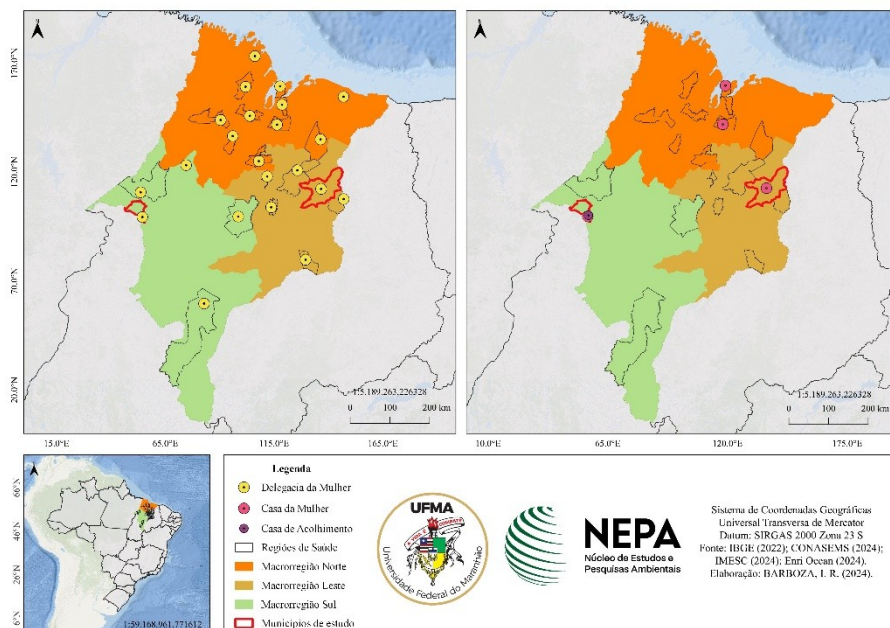 170.0°N
120.0°N
70.0°N
20.0°N
1:5.189.263,226328
0 100 200 km
15.0°E 65.0°E 115.0°E 165.0°E
1:5.189.263,226328
0 100 200 km
10.0°E 65.0°E 120.0°E 175.0°E
66°N
46°N
26°N
6°N
1:59.168.961,771612
Legenda
Delegacia da Mulher
Casa da Mulher
Casa de Acolhimento
Regiões de Saúde
Macrorregião Norte
Macrorregião Leste
Macrorregião Sul
Municípios de estudo
UFMA
Universidade Federal do Maranhão
NEPA
Núcleo de Estudos e
Pesquisas Ambientais
Sistema de Coordenadas Geográficas
Universal Transversa de Mercator
Datum: SIRGAS 2000 Zona 23 S
Fonte: IBGE (2022); CONASEMS (2024);
IMESC (2024); Enri Ocean (2024).
Elaboração: BARBOZA, I. R. (2024).